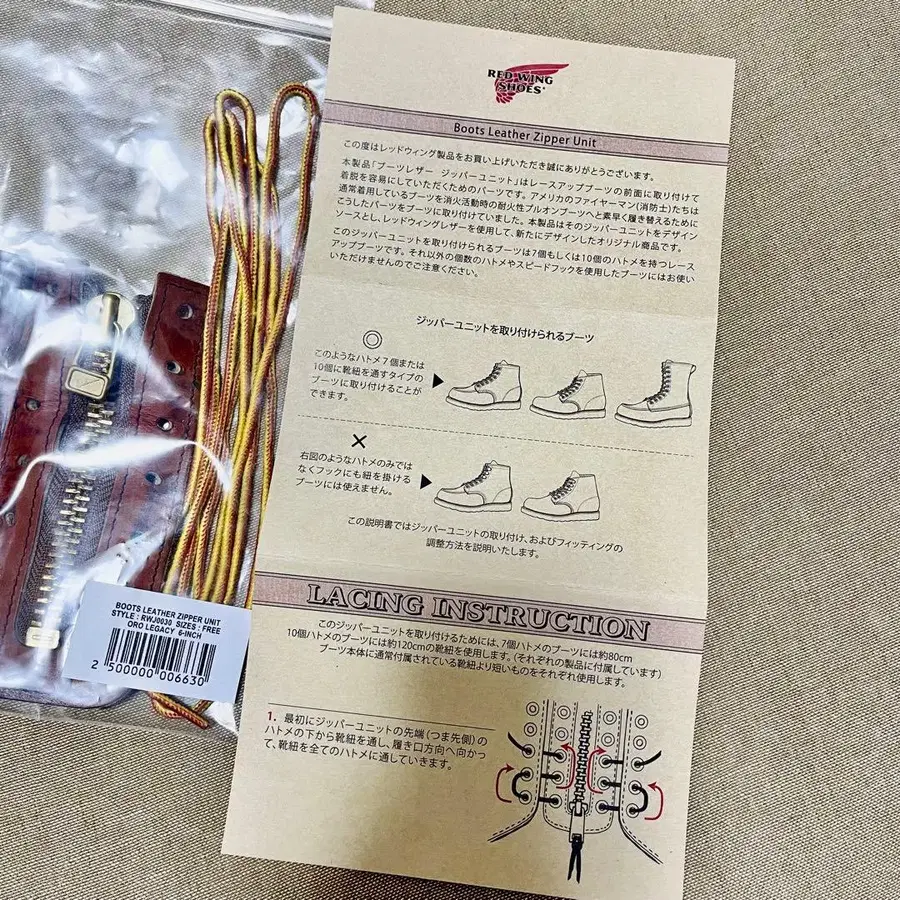 RED WING
SHOES
Boots Leather Zipper Unit
この度はレッドウィング製品をお買い上げいただき誠にありがとうございます。
本製品「ブーツレザー ジッパーユニット」はレースアップブーツの前面に取り付けて
着脱を容易にしていただくためのパーツです。アメリカのファイヤーマン(消防士)たちは
通常着用しているブーツを消火活動時の耐火性プルオンブーツへと素早く履き替えるために
こうしたパーツをブーツに取り付けていました。本製品はそのジッパーユニットをデザイン
ソースとし、レッドウィングレザーを使用して、新たにデザインしたオリジナル商品です。
このジッパーユニットを取り付けられるブーツは7個もしくは10個のハトメを持つレース
アップブーツです。それ以外の個数のハトメやスピードフックを使用したブーツにはお使い
いただけませんのでご注意ください。
ジッパーユニットを取り付けられるブーツ
◎
このようなハトメ7個または
10個に靴紐を通すタイプの
ブーツに取り付けることが
できます。
×
右図のようなハトメのみでは
なくフックにも紐を掛ける
ブーツには使えません。
この説明書ではジッパーユニットの取り付け、およびフィッティングの
調整方法を説明いたします。
LACING INSTRUCTION
このジッパーユニットを取り付けるためには、7個ハトメのブーツには約80cm
10個ハトメのブーツには約120cmの靴紐を使用します。(それぞれの製品に付属しています)
ブーツ本体に通常付属されている靴紐より短いものをそれぞれ使用します。
1. 最初にジッパーユニットの先端(つま先側)の
ハトメの下から靴紐を通し、履き口方向へ向かっ
て、靴紐を全てのハトメに通していきます。
BOOTS LEATHER ZIPPER UNIT
STYLE : RWJ0030 SIZES : FREE
ORO LEGACY 6-INCH
2 500000 006630